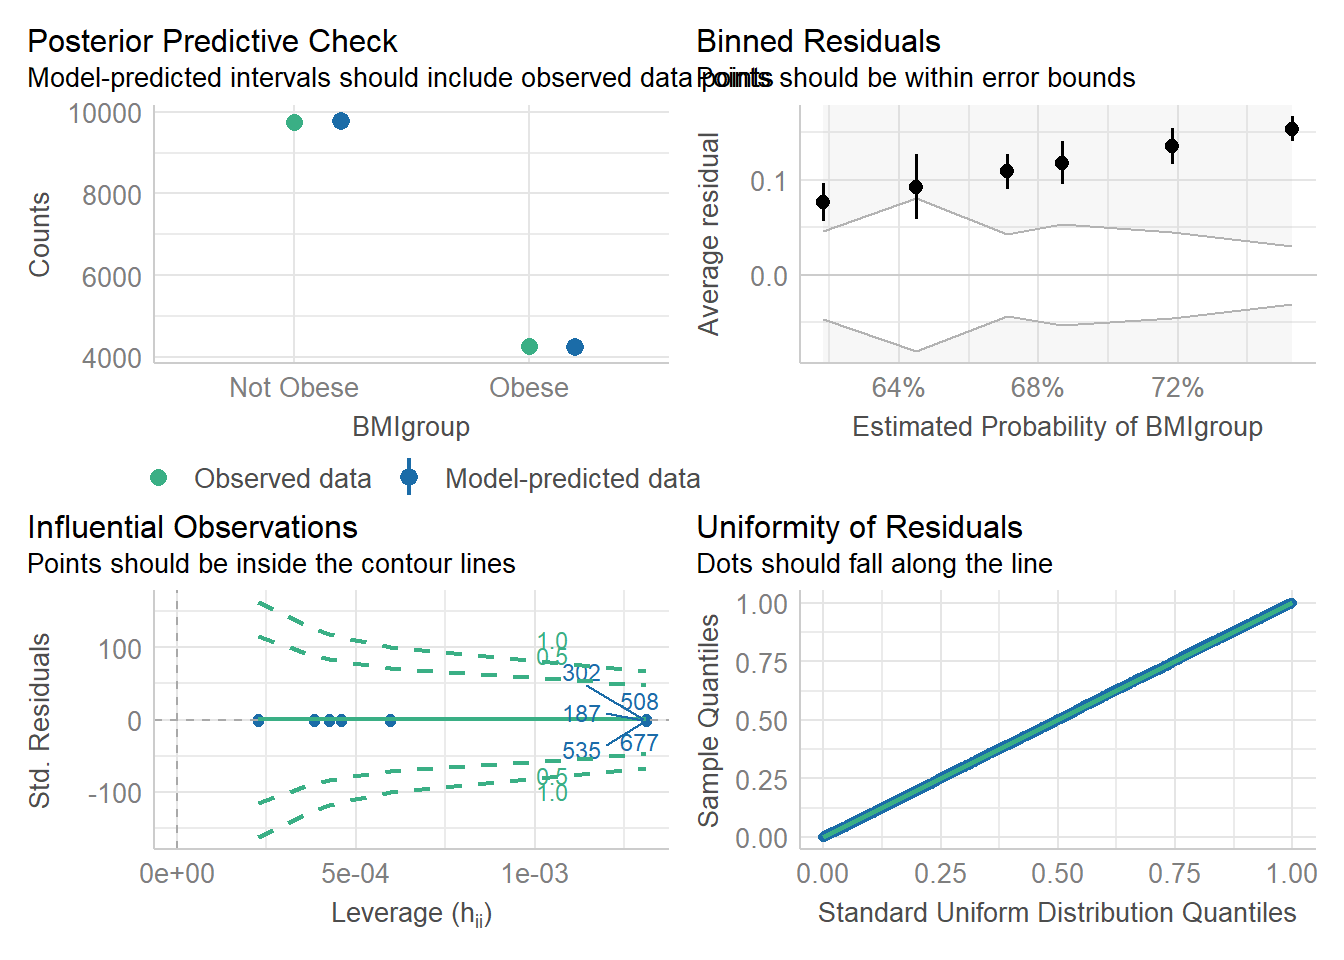 Posterior Predictive Check
Model-predicted intervals should include observed data points
10000
8000
6000
4000
Counts
Not Obese
Obese
BMIgroup
Observed data
Model-predicted data
Binned Residuals
Points should be within error bounds
0.1
0.0
Average residual
64%
68%
72%
Estimated Probability of BMIgroup
Influential Observations
Points should be inside the contour lines
100
0
-100
Std. Residuals
1.0
0.5
302
508
187
677
535
0.5
1.0
0e+00
5e-04
1e-03
Leverage (hii)
Uniformity of Residuals
Dots should fall along the line
1.00
0.75
0.50
0.25
0.00
Sample Quantiles
0.00
0.25
0.50
0.75
1.00
Standard Uniform Distribution Quantiles